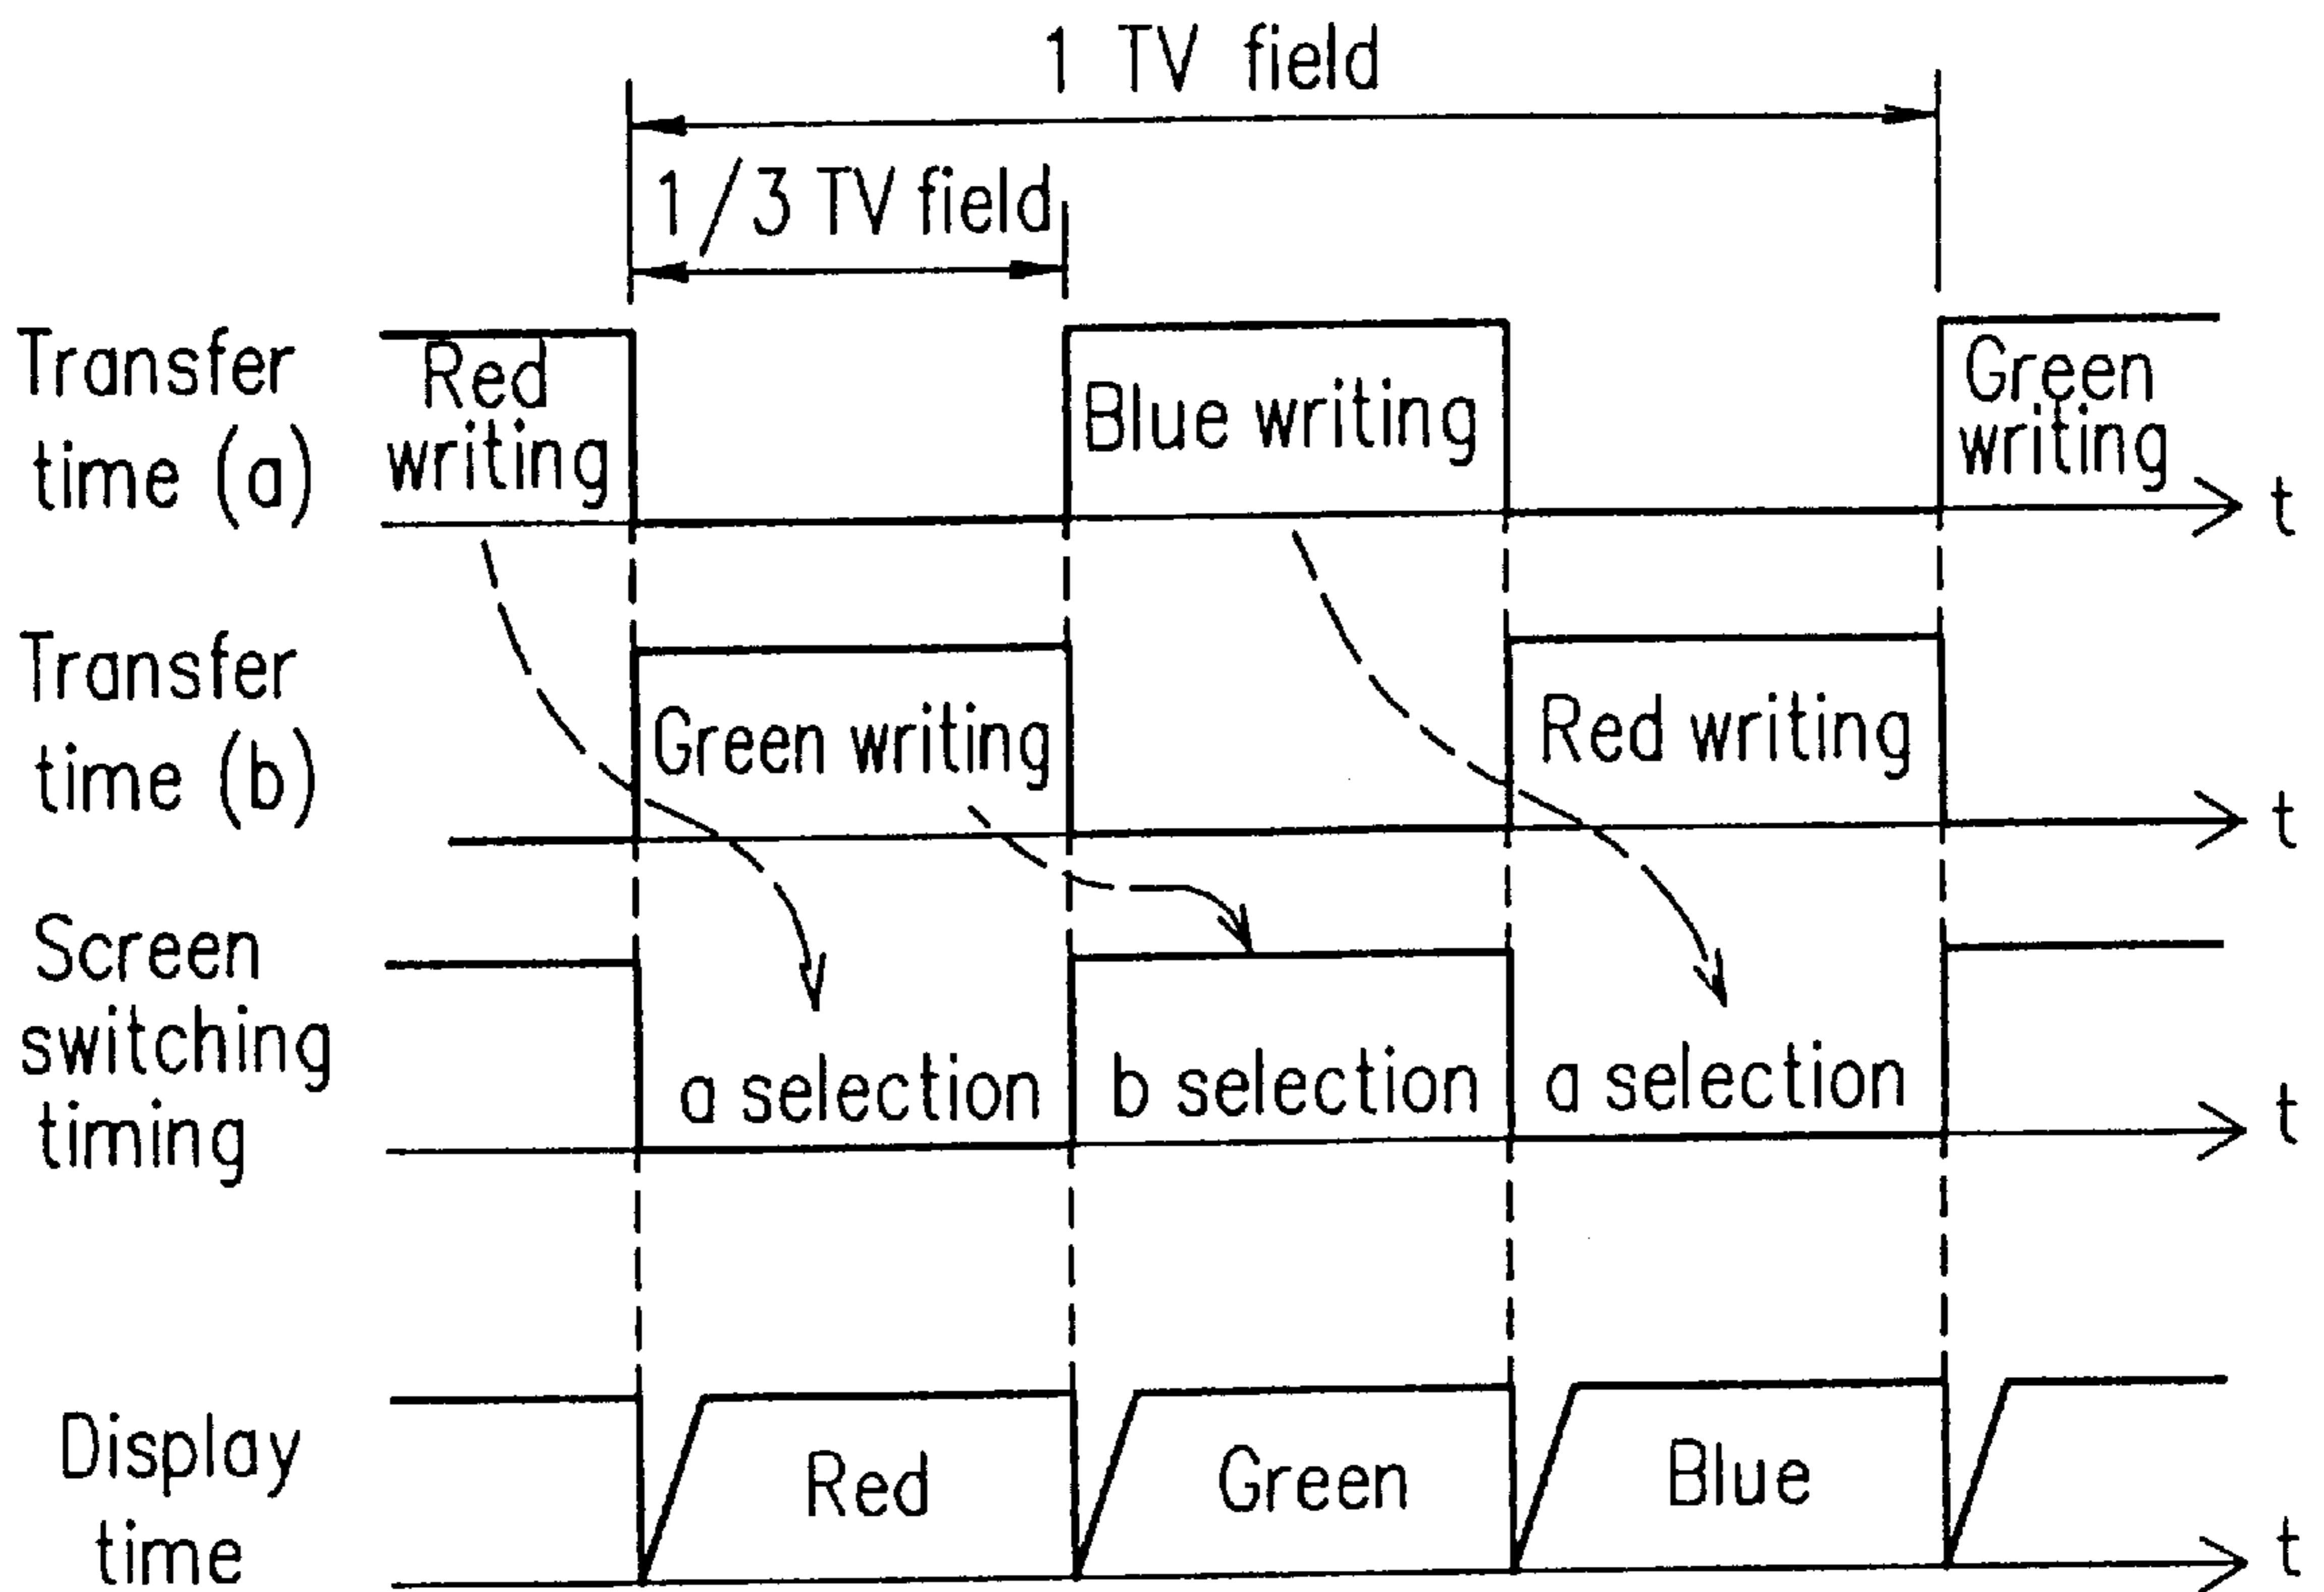 1 TV field
1/3 TV field
Transfer
time (a)
Red
writing
Blue writing
Green
writing
t
Transfer
time (b)
Green writing
Red writing
t
Screen
switching
timing
a selection
b selection
a selection
t
Display
time
Red
Green
Blue
t